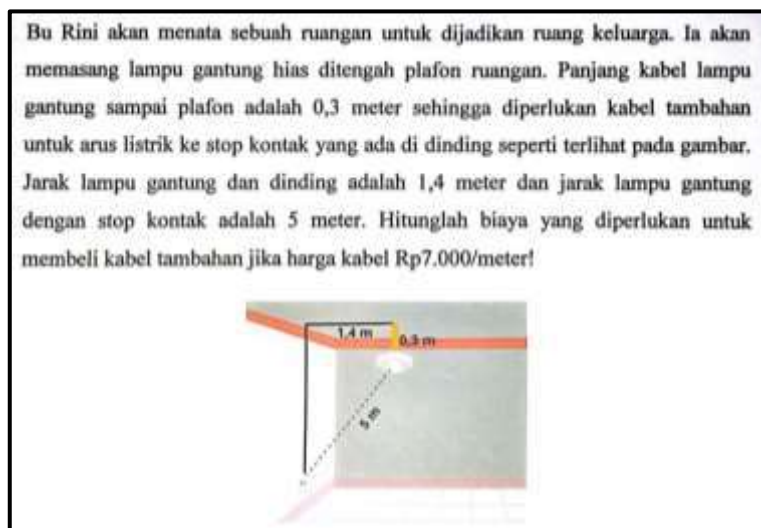 Bu Rini akan menata sebuah ruangan untuk dijadikan ruang keluarga. Ia akan
memasang lampu gantung hias ditengah plafon ruangan. Panjang kabel lampu
gantung sampai plafon adalah 0,3 meter sehingga diperlukan kabel tambahan
untuk arus listrik ke stop kontak yang ada di dinding seperti terlihat pada gambar.
Jarak lampu gantung dan dinding adalah 1,4 meter dan jarak lampu gantung
dengan stop kontak adalah 5 meter. Hitunglah biaya yang diperlukan untuk
membeli kabel tambahan jika harga kabel Rp7.000/meter!
1,4 m
0,3 m
5 m